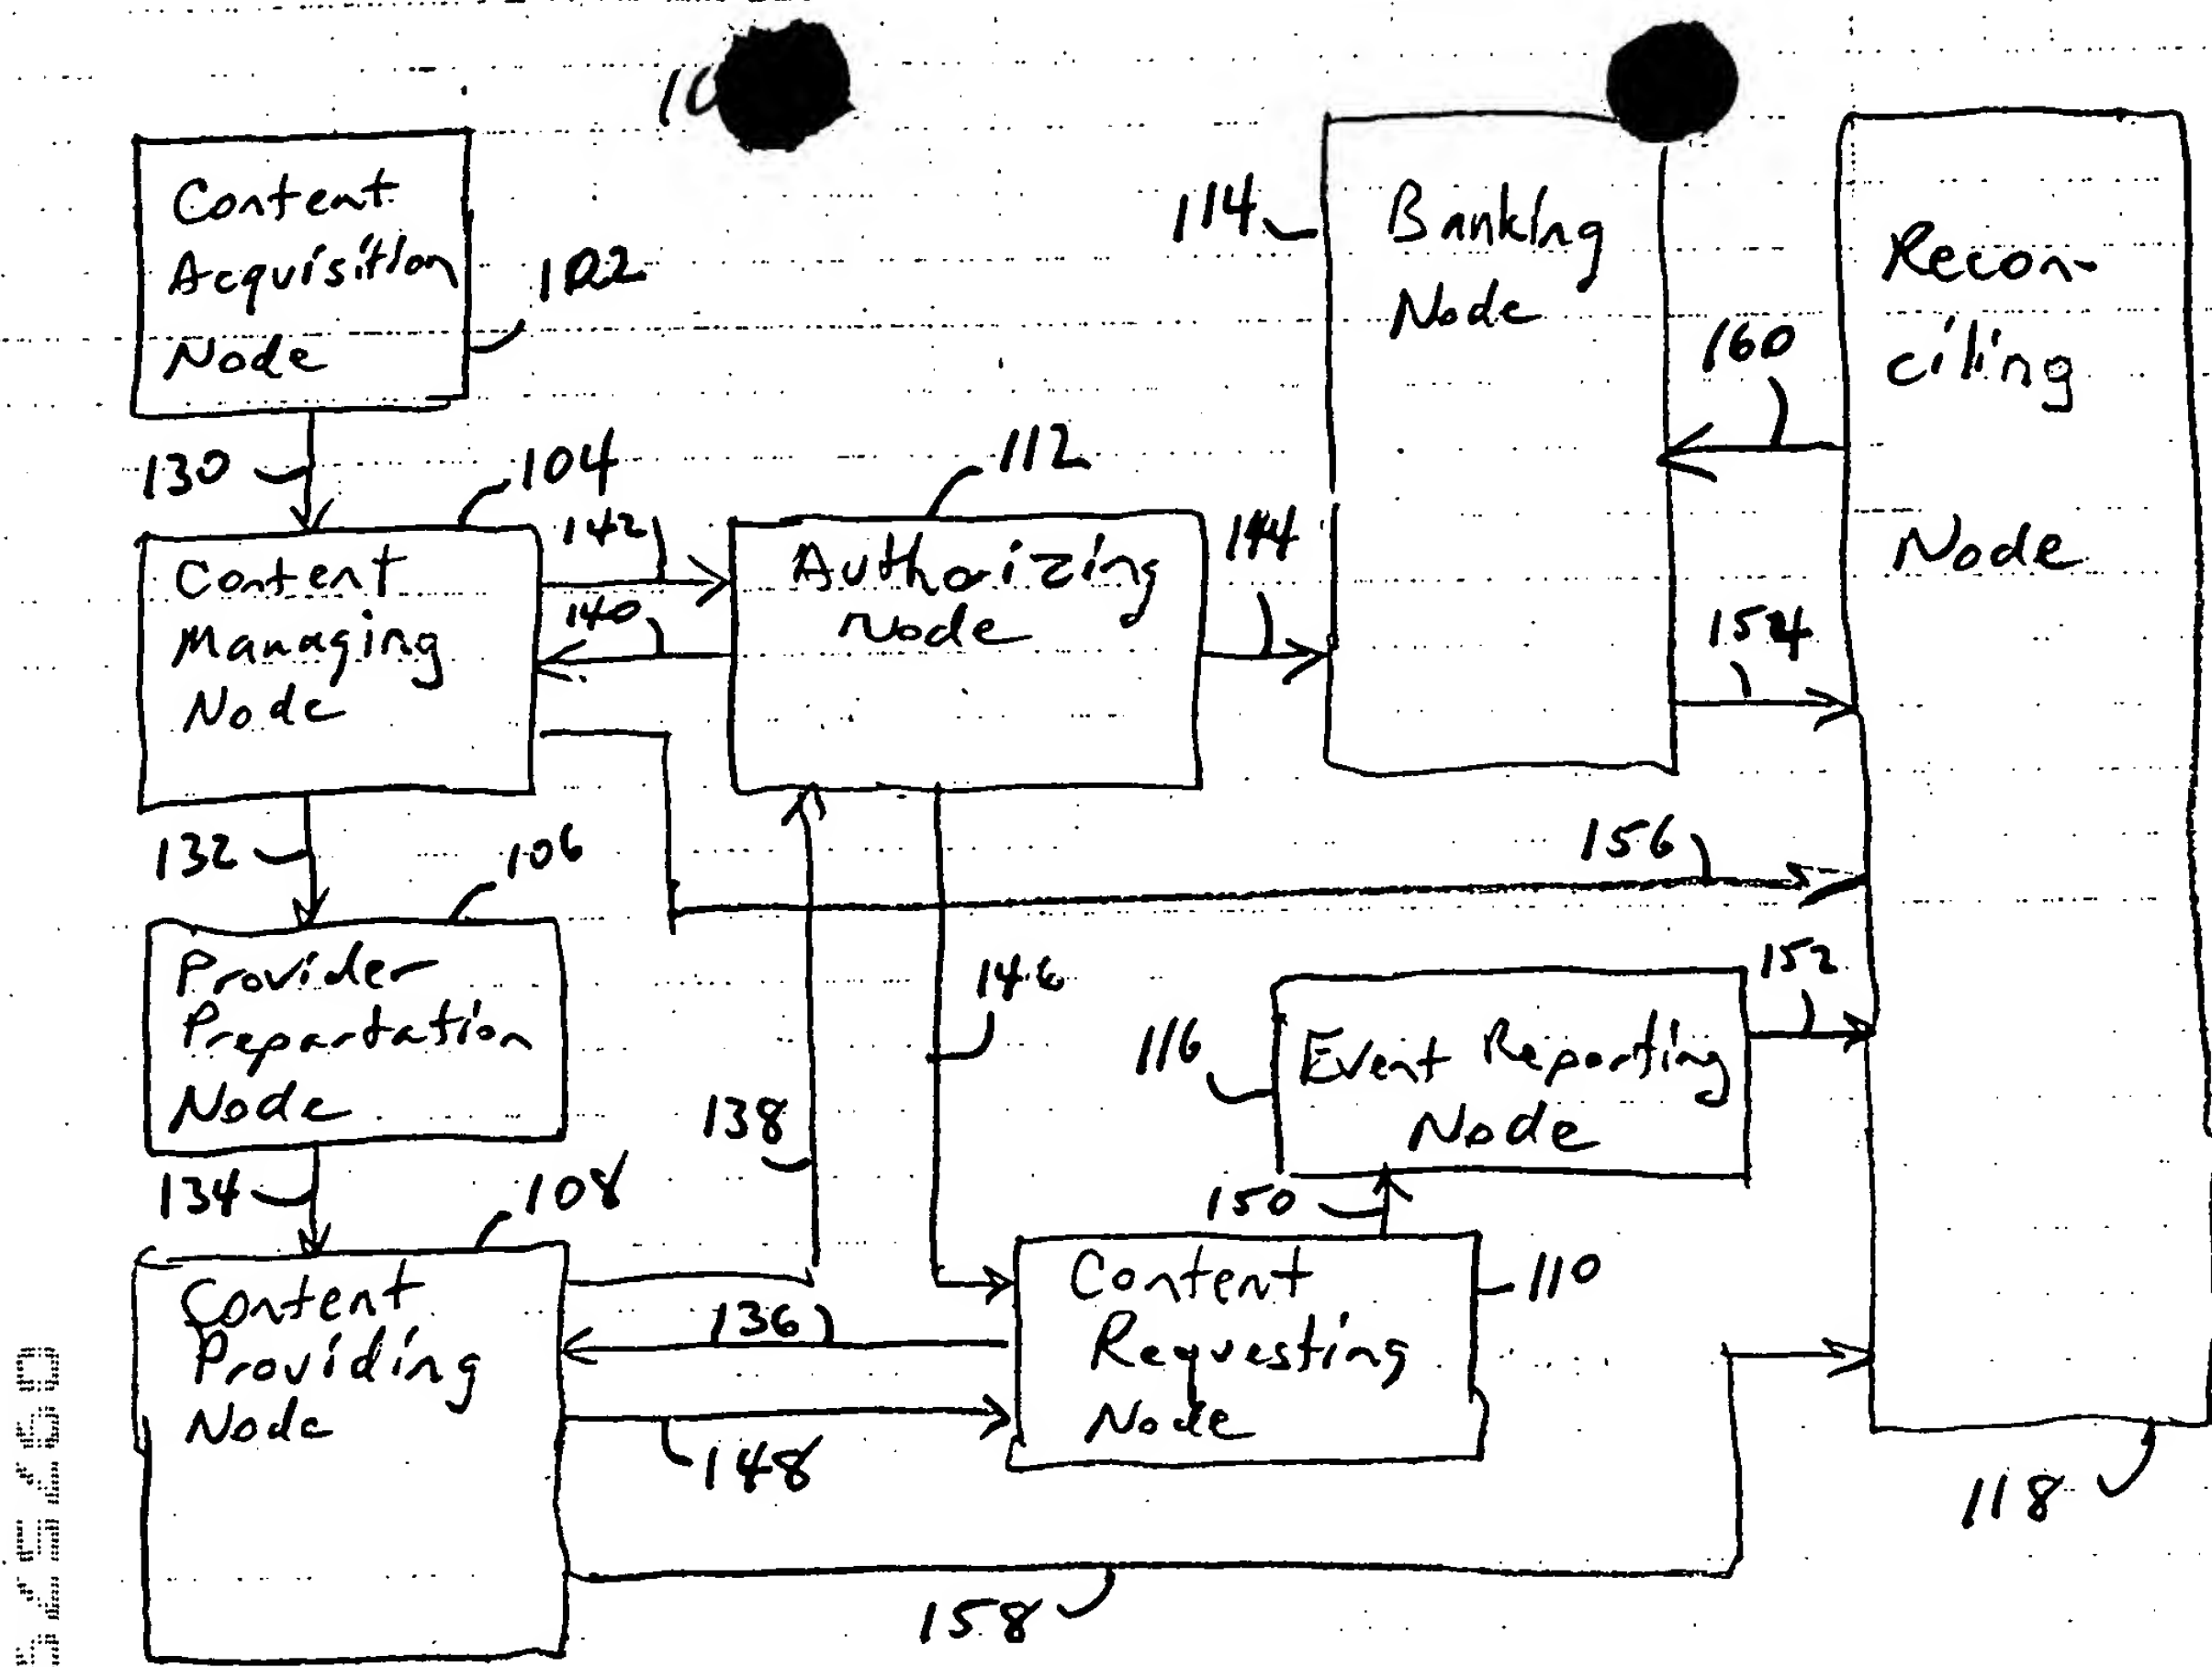 Content
Acquisition
Node
102
114
Banking
Node
Recon-
ciling
Node
160
130
104
112
142
140
144
Content
Managing
Node
Authorizing
Node
154
132
106
156
Provider
Prepartation
Node
146
152
116
Event Reporting
Node
138
134
108
150
110
Content
Providing
Node
136
148
Content
Requesting
Node
118
158